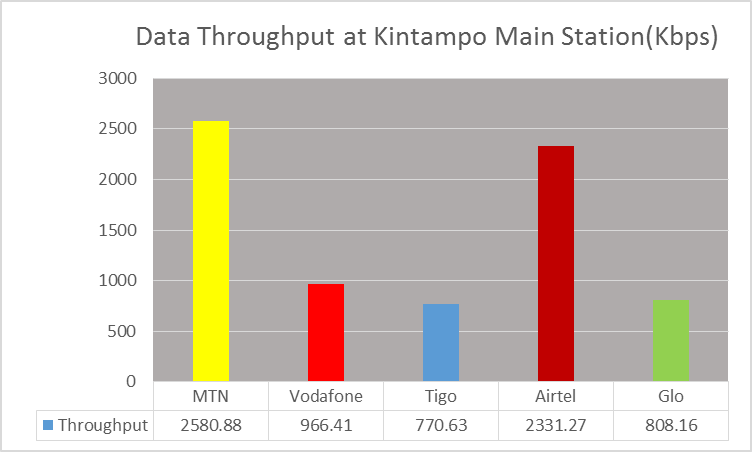 Data Throughput at Kintampo Main Station(Kbps)
3000
2500
2000
1500
1000
500
0
MTN Vodafone Tigo Airtel Glo
Throughput 2580.88 966.41 770.63 2331.27 808.16